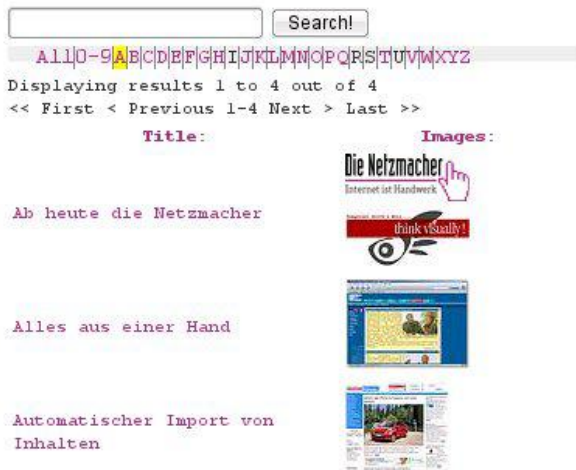 Search!
All|0-9|A|B|C|D|E|F|G|H|I|J|K|L|M|N|O|P|Q|R|S|T|U|V|W|X|Y|Z
Displaying results 1 to 4 out of 4
<< First < Previous 1-4 Next > Last >>
Title: Images:
Die Netzmacher
Internet ist Handwerk
Ab heute die Netzmacher
think visually!
Alles aus einer Hand
Automatischer Import von
Inhalten